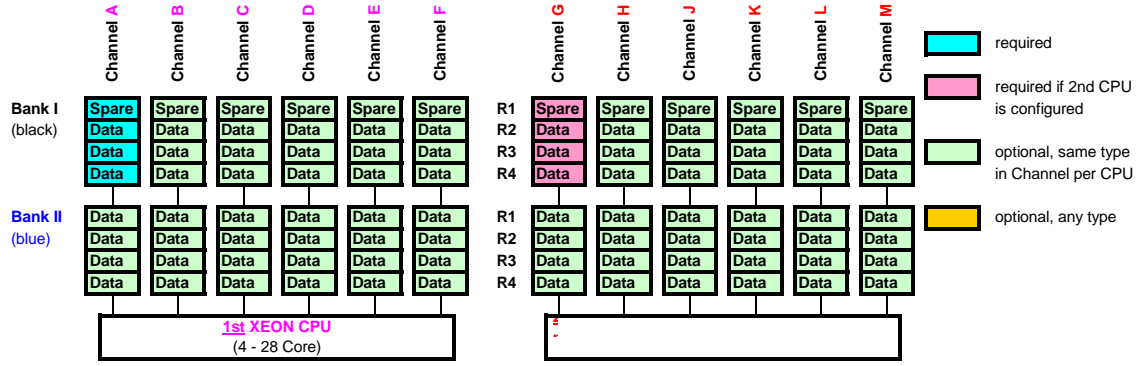 Channel A Channel B Channel C Channel D Channel E Channel F Channel G Channel H Channel J Channel K Channel L Channel M
required
required if 2nd CPU
is configured
optional, same type
in Channel per CPU
optional, any type
Bank I Spare Spare Spare Spare Spare Spare R1 Spare Spare Spare Spare Spare Spare
(black) Data Data Data Data Data Data R2 Data Data Data Data Data Data
Data Data Data Data Data Data R3 Data Data Data Data Data Data
Data Data Data Data Data Data R4 Data Data Data Data Data Data
Bank II Data Data Data Data Data Data R1 Data Data Data Data Data Data
(blue) Data Data Data Data Data Data R2 Data Data Data Data Data Data
Data Data Data Data Data Data R3 Data Data Data Data Data Data
Data Data Data Data Data Data R4 Data Data Data Data Data Data
1st XEON CPU
(4 - 28 Core)